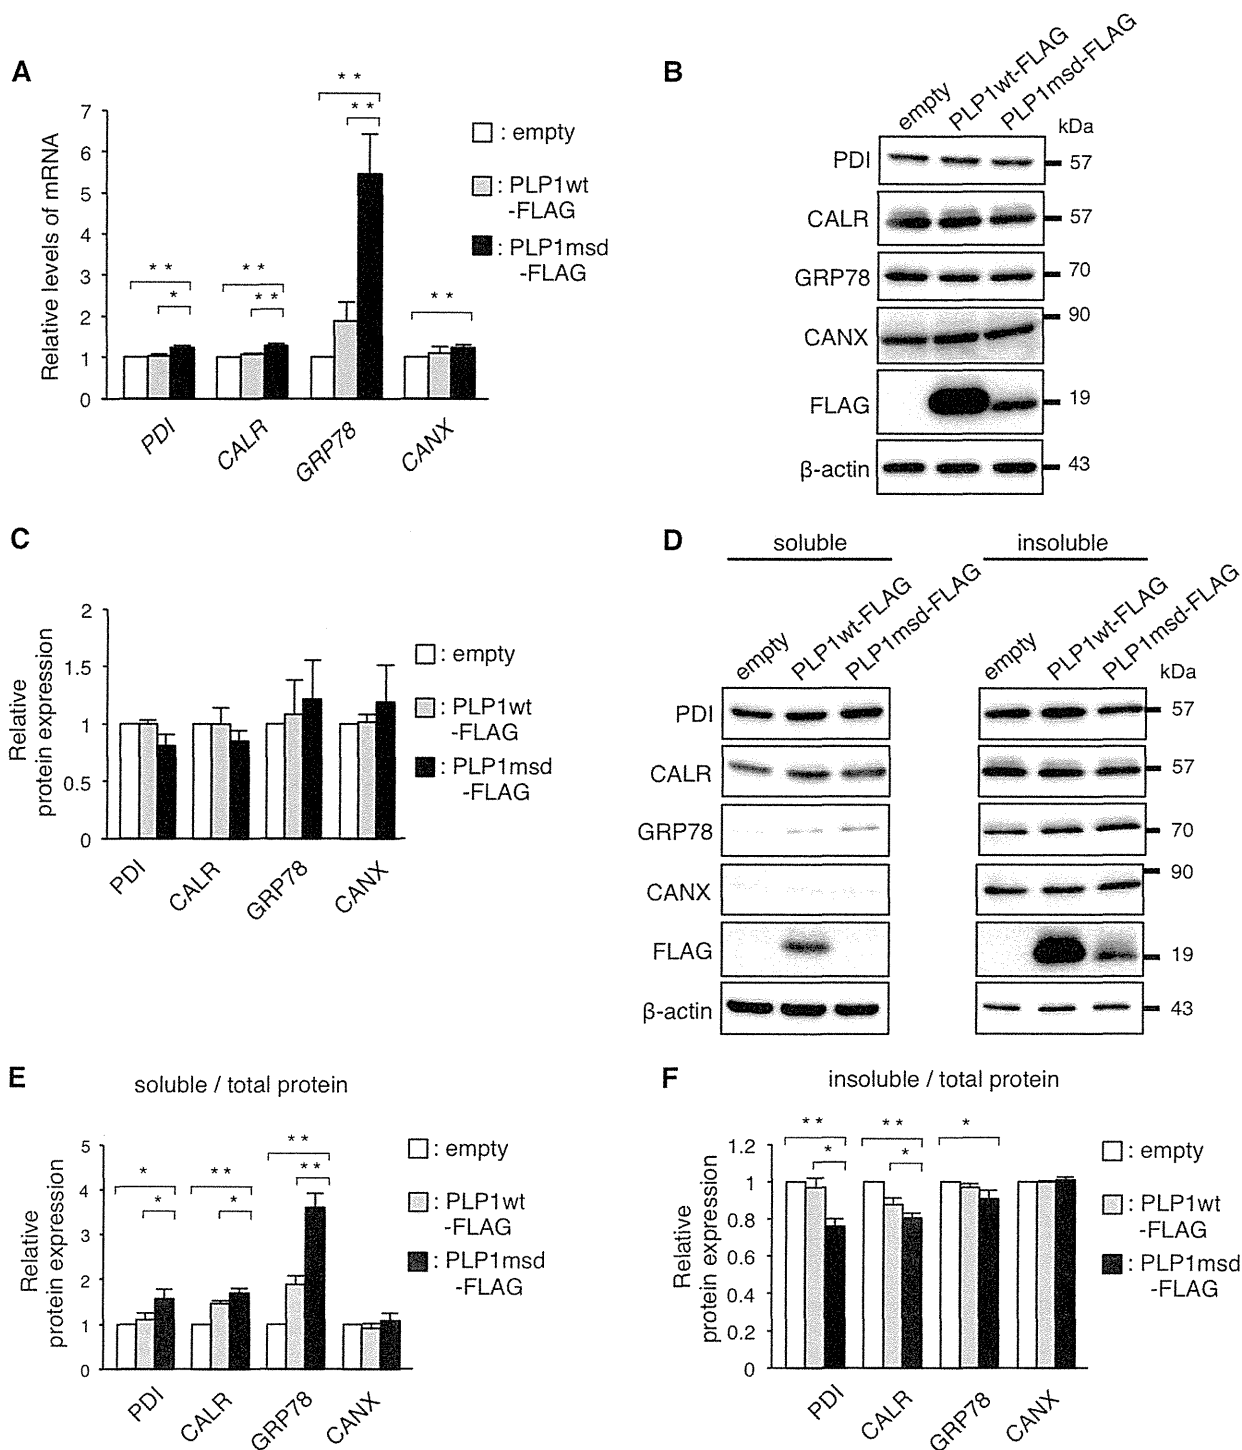 A
* *
* *
7
6
5
4
3
2
1
0
Relative levels of mRNA
* *
*
* *
* *
* *
: empty
: PLP1wt
-FLAG
: PLP1msd
-FLAG
PDI
CALR
GRP78
CANX
B
empty
PLP1wt-FLAG
PLP1msd-FLAG
kDa
PDI
57
CALR
57
GRP78
70
CANX
90
FLAG
19
β-actin
43
C
2
1.5
1
0.5
0
Relative
protein expression
: empty
: PLP1wt
-FLAG
: PLP1msd
-FLAG
PDI
CALR
GRP78
CANX
D
soluble
insoluble
empty
PLP1wt-FLAG
PLP1msd-FLAG
empty
PLP1wt-FLAG
PLP1msd-FLAG
kDa
PDI
57
CALR
57
GRP78
70
CANX
90
FLAG
19
β-actin
43
E
soluble / total protein
5
4
3
2
1
0
Relative
protein expression
*
*
* *
*
* *
* *
: empty
: PLP1wt
-FLAG
: PLP1msd
-FLAG
PDI
CALR
GRP78
CANX
F
insoluble / total protein
1.2
1
0.8
0.6
0.4
0.2
0
Relative
protein expression
* *
*
* *
*
*
: empty
: PLP1wt
-FLAG
: PLP1msd
-FLAG
PDI
CALR
GRP78
CANX